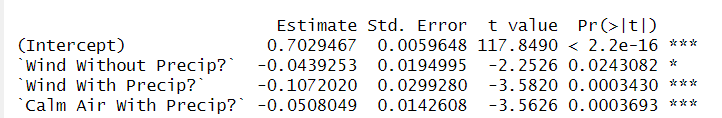 Estimate Std. Error t value Pr(>|t|)
(Intercept) 0.7029467 0.0059648 117.8490 < 2.2e-16 ***
`Wind Without Precip?` -0.0439253 0.0194995 -2.2526 0.0243082 *
`Wind With Precip?` -0.1072020 0.0299280 -3.5820 0.0003430 ***
`Calm Air With Precip?` -0.0508049 0.0142608 -3.5626 0.0003693 ***